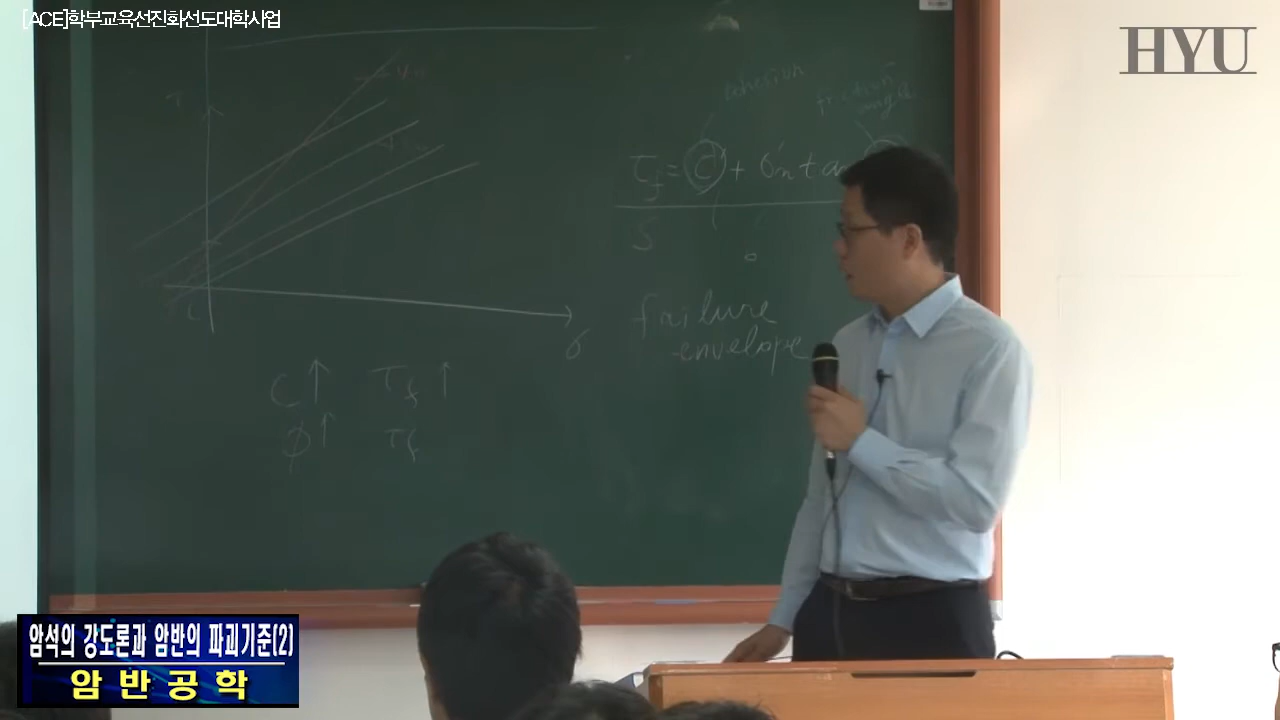 [ACE]학부교육선진화선도대학사업
HYU
cohesion
friction
angle
τf = C' + σ'n tan
S
failure
envelope
τ
σ
C
C↑ τf↑
ϕ↑ τf
암석의 강도론과 암반의 파괴기준(2)
암반공학